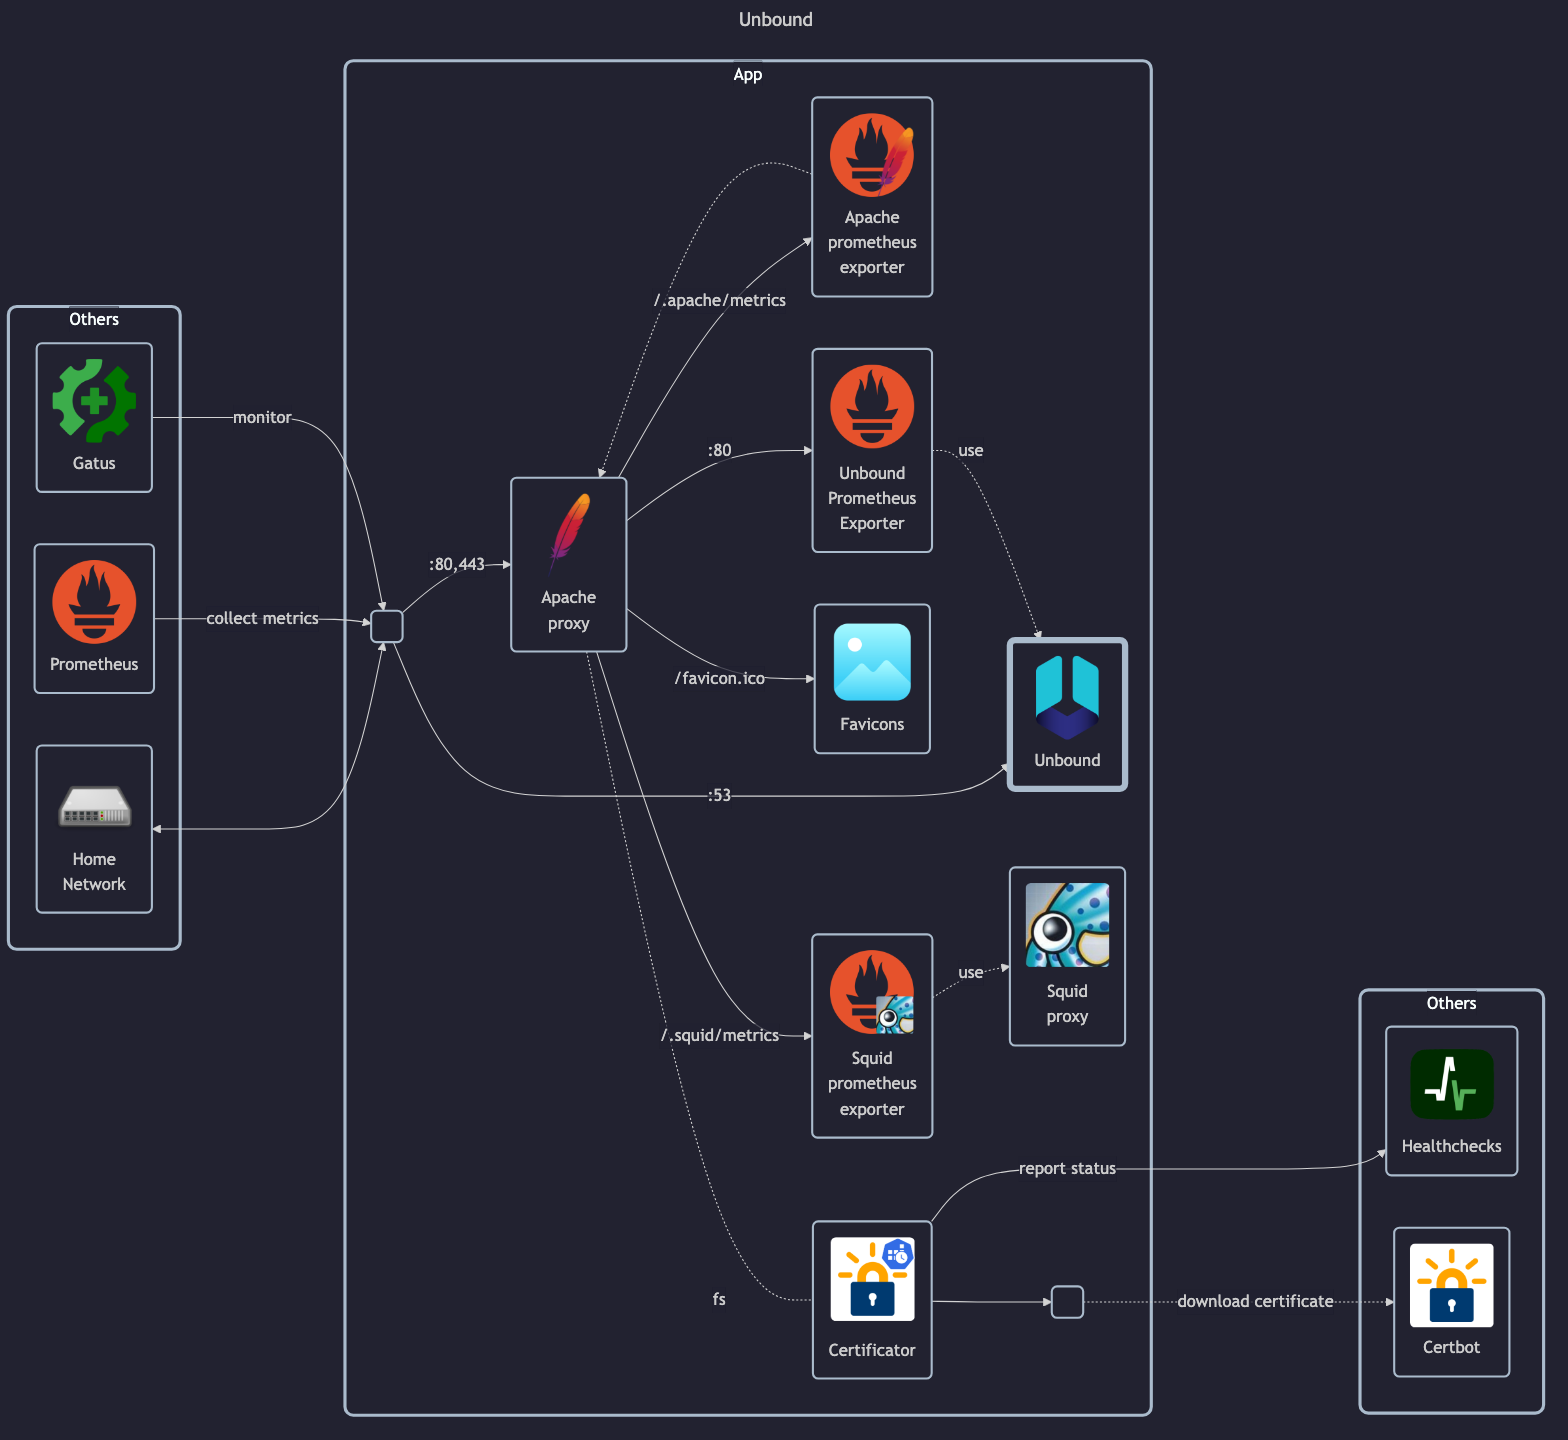 Unbound
App
Apache
prometheus
exporter
/.apache/metrics
Others
Gatus
monitor
:80
Unbound
Prometheus
Exporter
use
:80,443
Apache
proxy
Prometheus
collect metrics
/favicon.ico
Favicons
Unbound
:53
Home
Network
Squid
proxy
use
/.squid/metrics
Squid
prometheus
exporter
Others
Healthchecks
report status
fs
Certificator
download certificate
Certbot